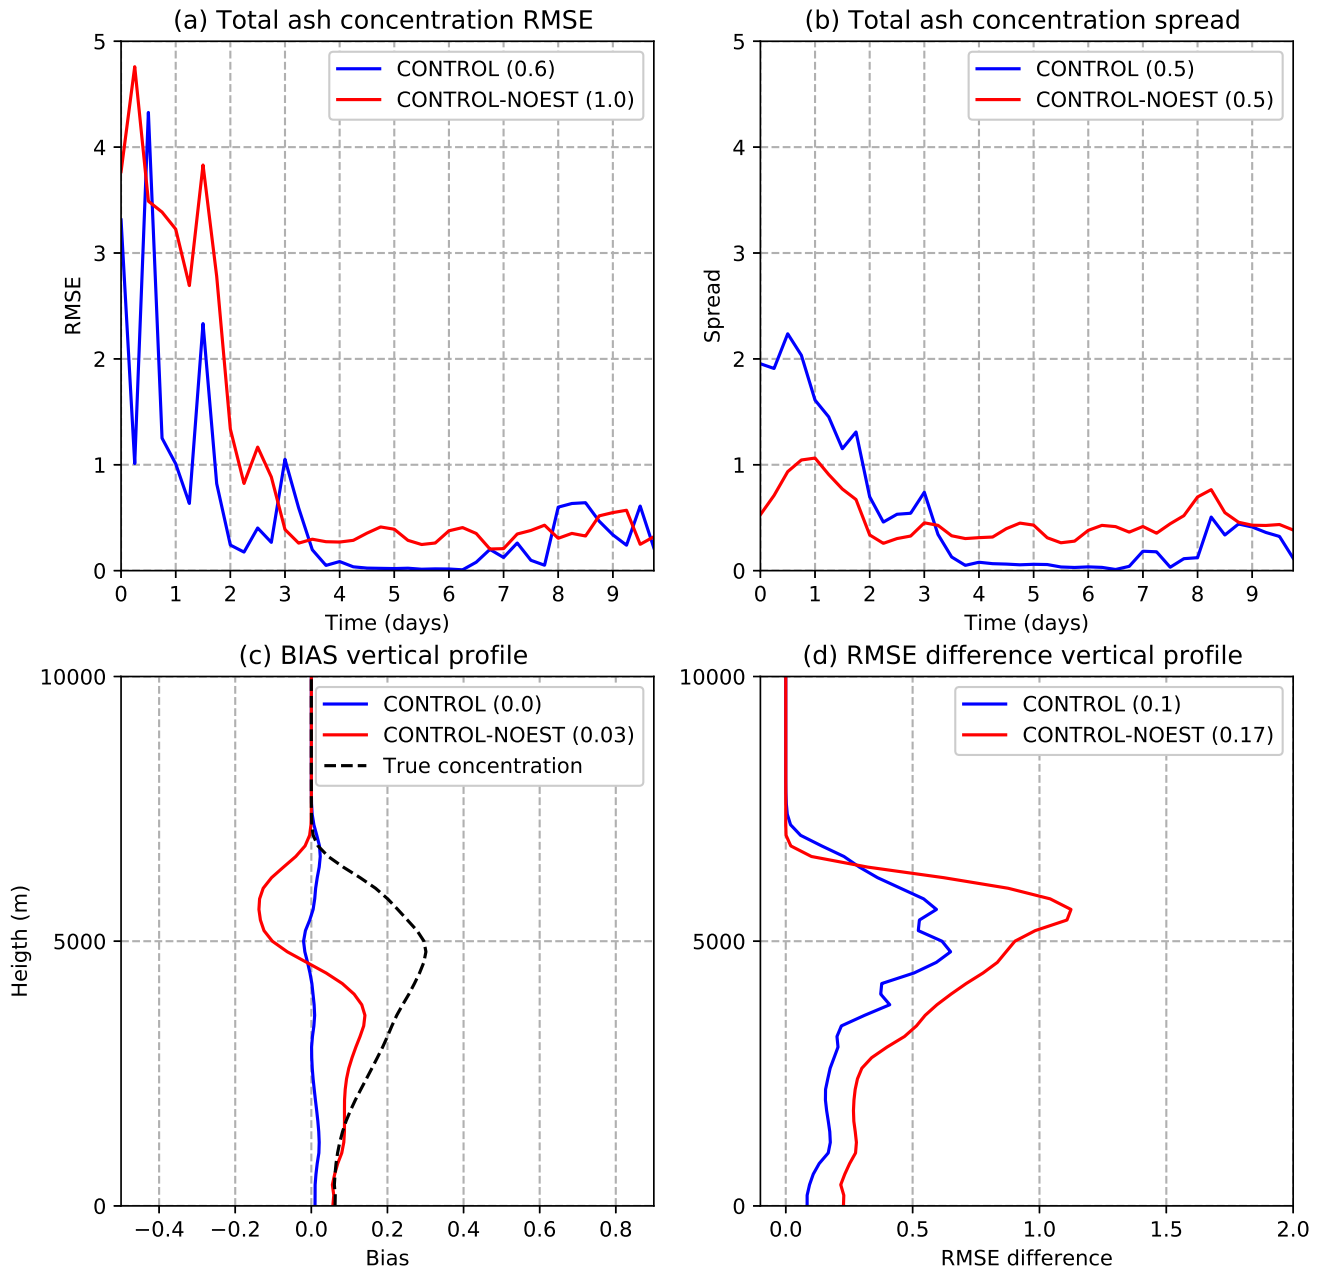 (a) Total ash concentration RMSE
CONTROL (0.6)
CONTROL-NOEST (1.0)
RMSE
5
4
3
2
1
0
0 1 2 3 4 5 6 7 8 9
Time (days)
(b) Total ash concentration spread
CONTROL (0.5)
CONTROL-NOEST (0.5)
Spread
5
4
3
2
1
0
0 1 2 3 4 5 6 7 8 9
Time (days)
(c) BIAS vertical profile
CONTROL (0.0)
CONTROL-NOEST (0.03)
True concentration
Heigth (m)
10000
5000
0
−0.4 −0.2 0.0 0.2 0.4 0.6 0.8
Bias
(d) RMSE difference vertical profile
CONTROL (0.1)
CONTROL-NOEST (0.17)
10000
5000
0
0.0 0.5 1.0 1.5 2.0
RMSE difference